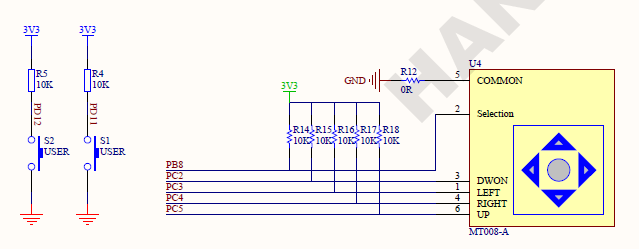 3V3 3V3
R5 R4
10K 10K
PD12 PD11
S2 S1
USER USER
HAN
3V3
R14 R15 R16 R17 R18
10K 10K 10K 10K 10K
GND
R12
0R
U4
5 COMMON
2 Selection
PB8
PC2 3 DWON
PC3 1 LEFT
PC4 4 RIGHT
PC5 6 UP
MT008-A